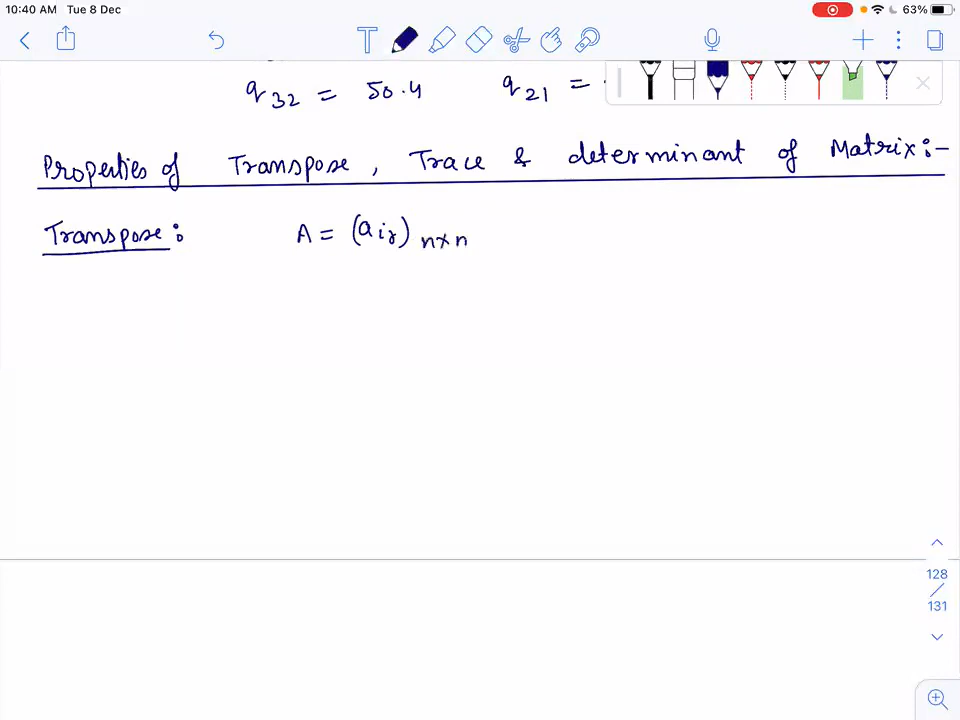 10:40 AM Tue 8 Dec 63%
T
q32 = 50.4 q21 =
Properties of Transpose, Trace & determinant of Matrix:-
Transpose: A = (aij) n×n
128
/
131